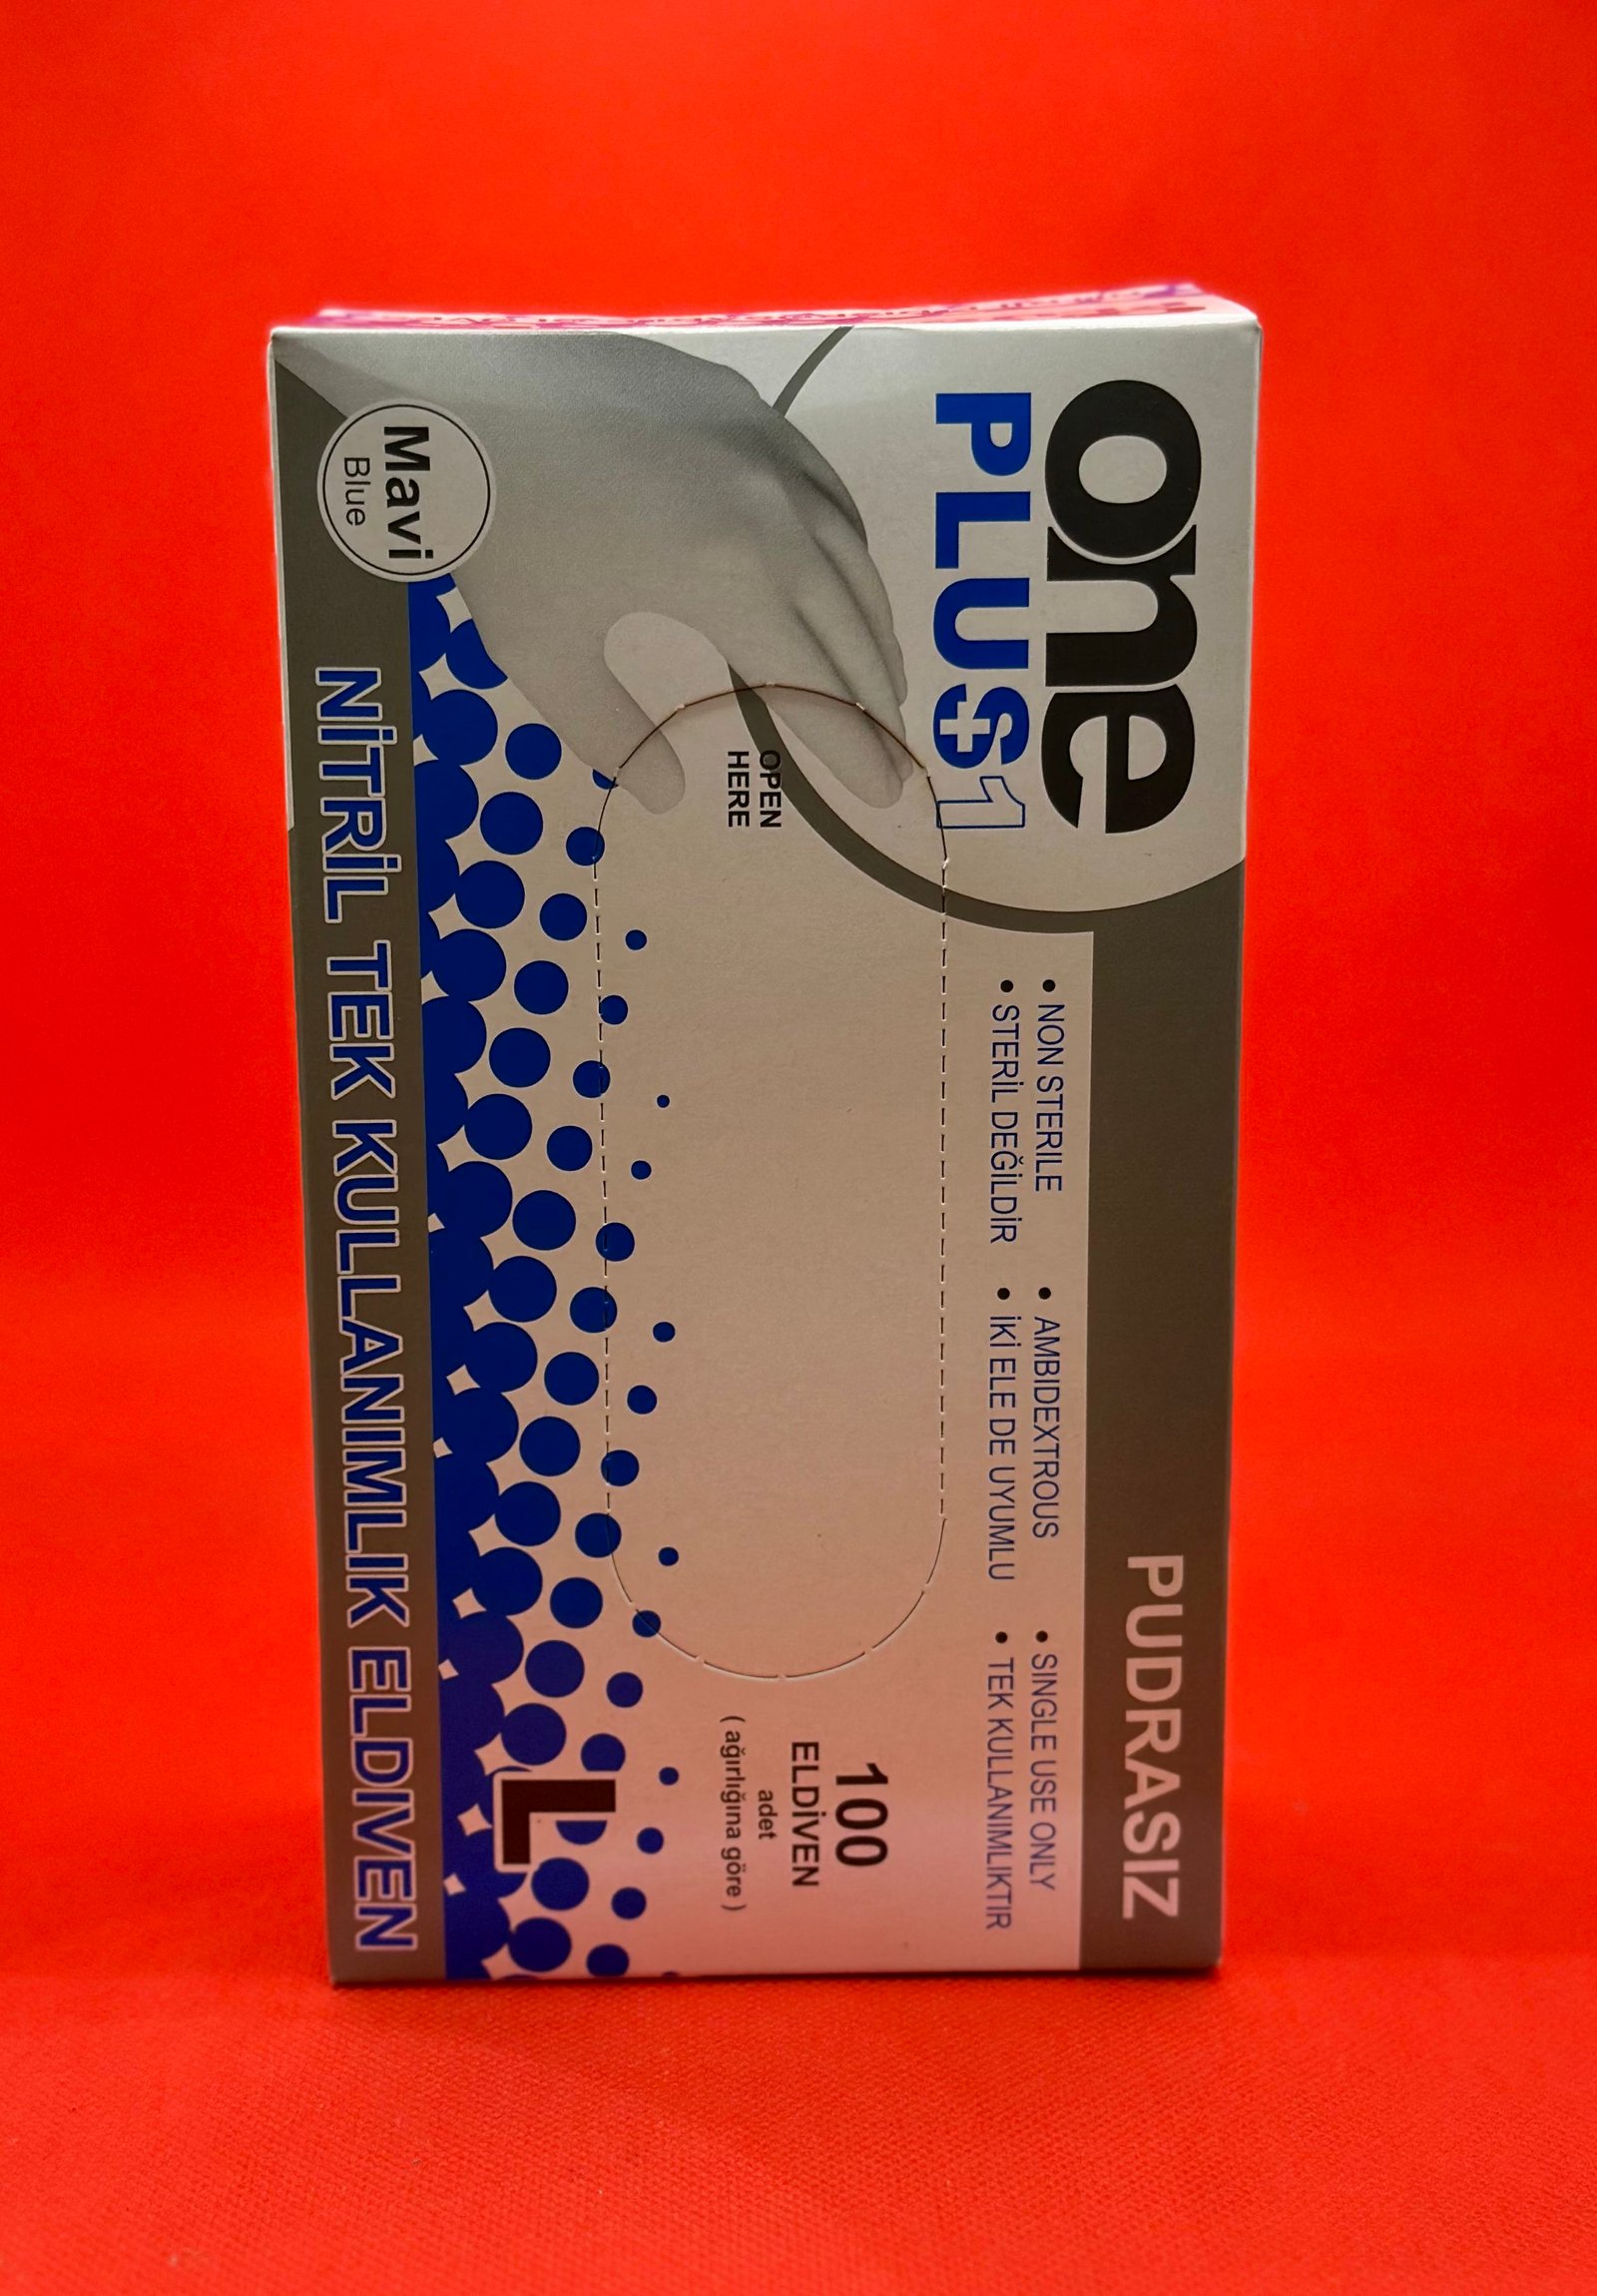 one
PLUS1
Mavi
Blue
OPEN
HERE
• NON STERILE
• STERİL DEĞİLDİR
• AMBIDEXTROUS
• İKİ ELE DE UYUMLU
• SINGLE USE ONLY
• TEK KULLANIMLIKTIR
PUDRASIZ
100
ELDİVEN
adet
( ağırlığına göre )
L
NİTRİL TEK KULLANIMLIK ELDIVEN